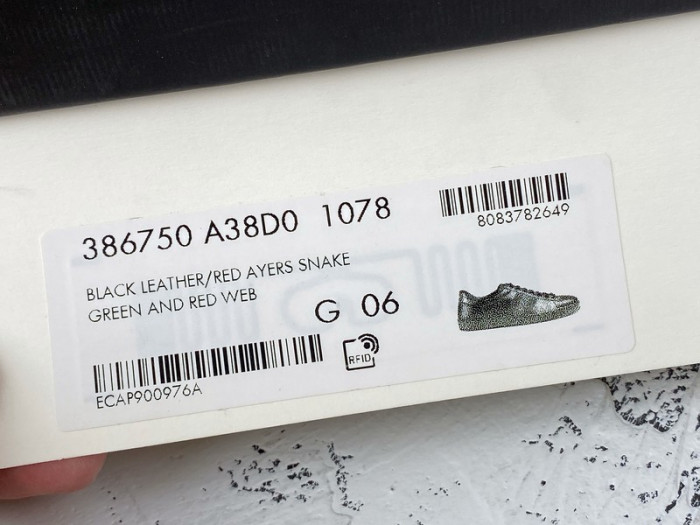 386750 A38D0 1078
8083782649
BLACK LEATHER/RED AYERS SNAKE
GREEN AND RED WEB
G 06
RFID
ECAP900976A